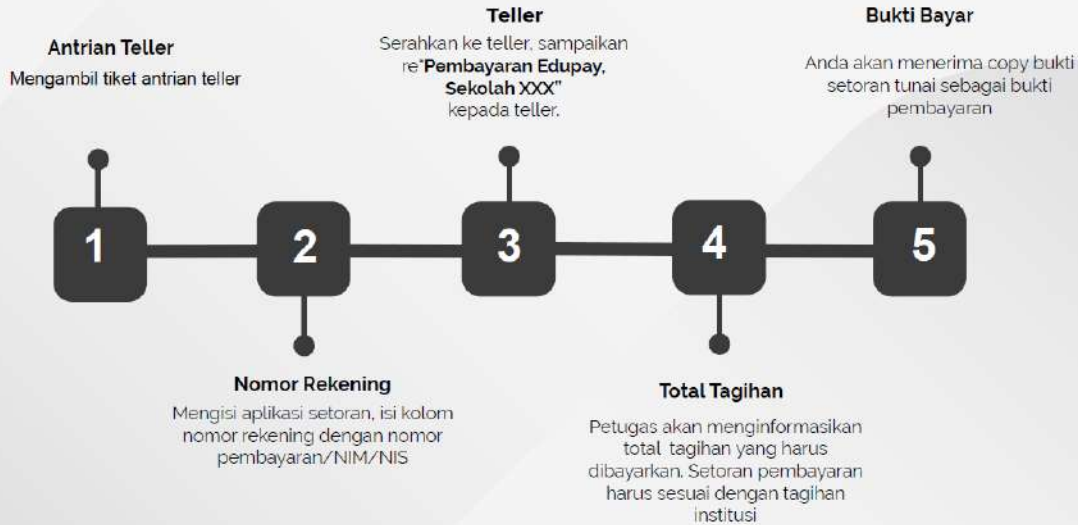 Antrian Teller
Mengambil tiket antrian teller
1
2
Nomor Rekening
Mengisi aplikasi setoran, isi kolom
nomor rekening dengan nomor
pembayaran/NIM/NIS
Teller
Serahkan ke teller, sampaikan
re"Pembayaran Edupay,
Sekolah XXX"
kepada teller.
3
4
Total Tagihan
Petugas akan menginformasikan
total tagihan yang harus
dibayarkan. Setoran pembayaran
harus sesuai dengan tagihan
institusi
Bukti Bayar
Anda akan menerima copy bukti
setoran tunai sebagai bukti
pembayaran
5